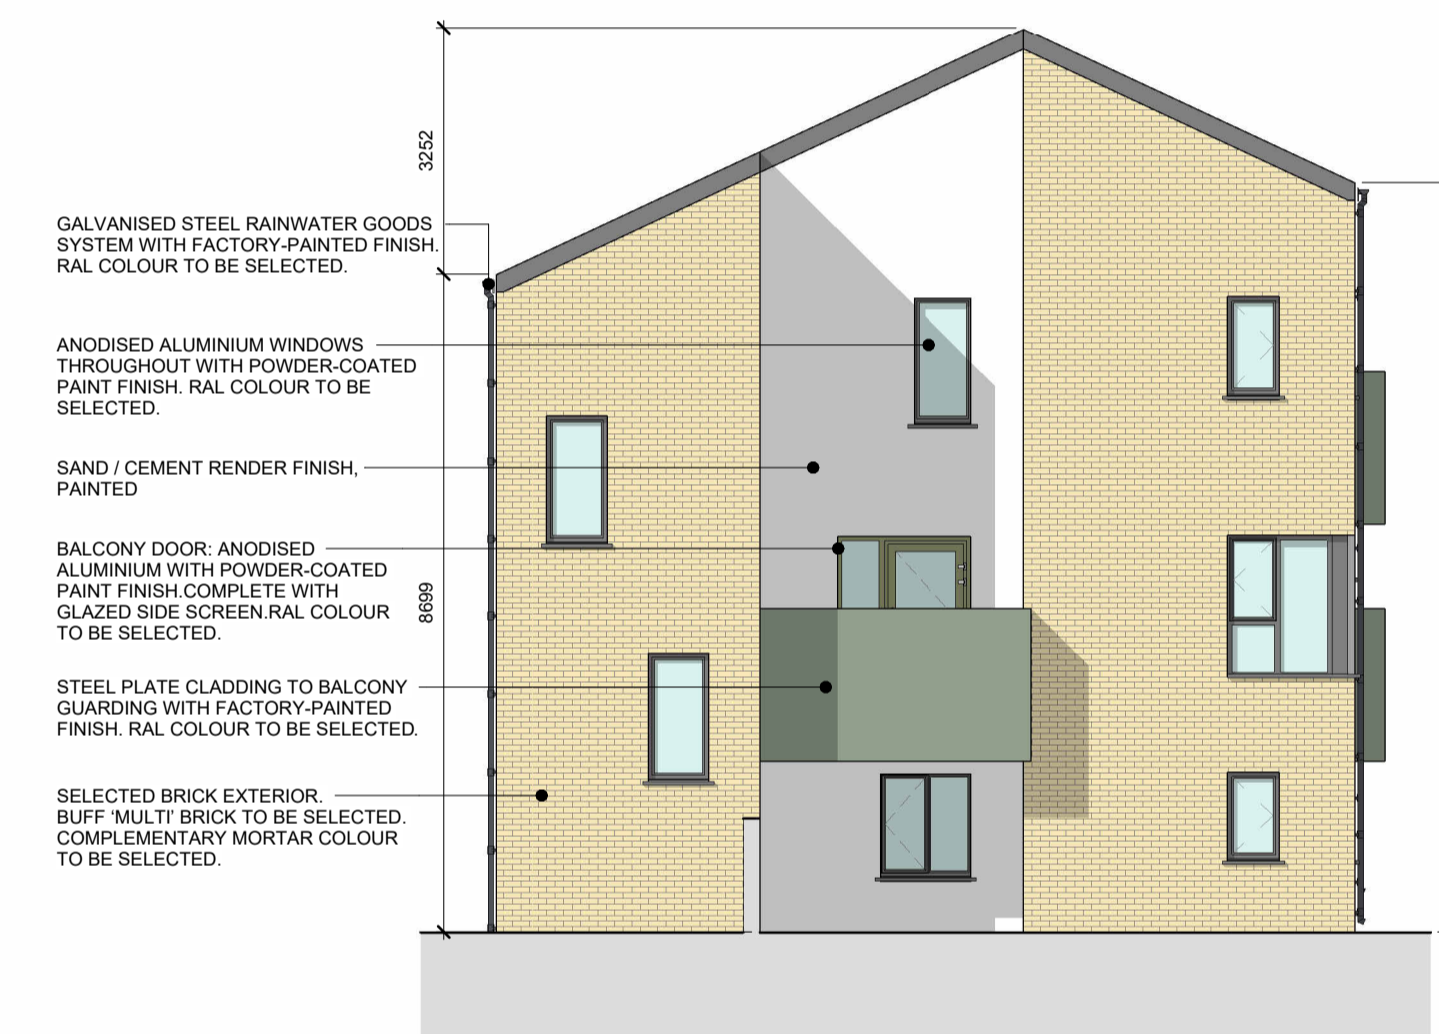 3252
GALVANISED STEEL RAINWATER GOODS
SYSTEM WITH FACTORY-PAINTED FINISH.
RAL COLOUR TO BE SELECTED.
ANODISED ALUMINIUM WINDOWS
THROUGHOUT WITH POWDER-COATED
PAINT FINISH. RAL COLOUR TO BE
SELECTED.
SAND / CEMENT RENDER FINISH,
PAINTED
BALCONY DOOR: ANODISED
ALUMINIUM WITH POWDER-COATED
PAINT FINISH.COMPLETE WITH
GLAZED SIDE SCREEN.RAL COLOUR
TO BE SELECTED.
8699
STEEL PLATE CLADDING TO BALCONY
GUARDING WITH FACTORY-PAINTED
FINISH. RAL COLOUR TO BE SELECTED.
SELECTED BRICK EXTERIOR.
BUFF ‘MULTI’ BRICK TO BE SELECTED.
COMPLEMENTARY MORTAR COLOUR
TO BE SELECTED.